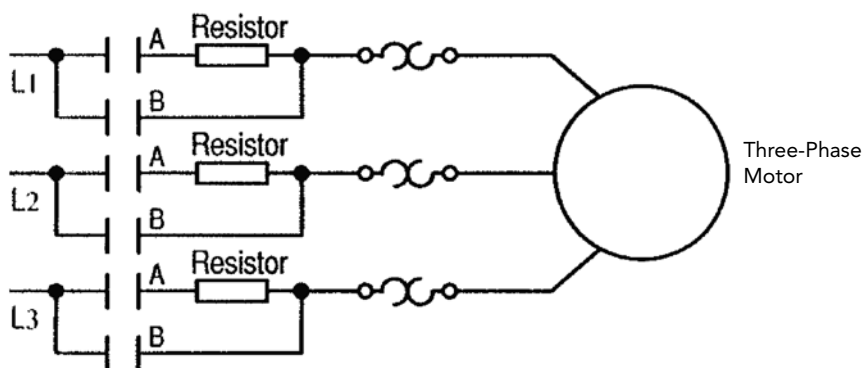 Resistor
A
L1
B
Resistor
A
L2
B
Resistor
A
L3
B
Three-Phase
Motor